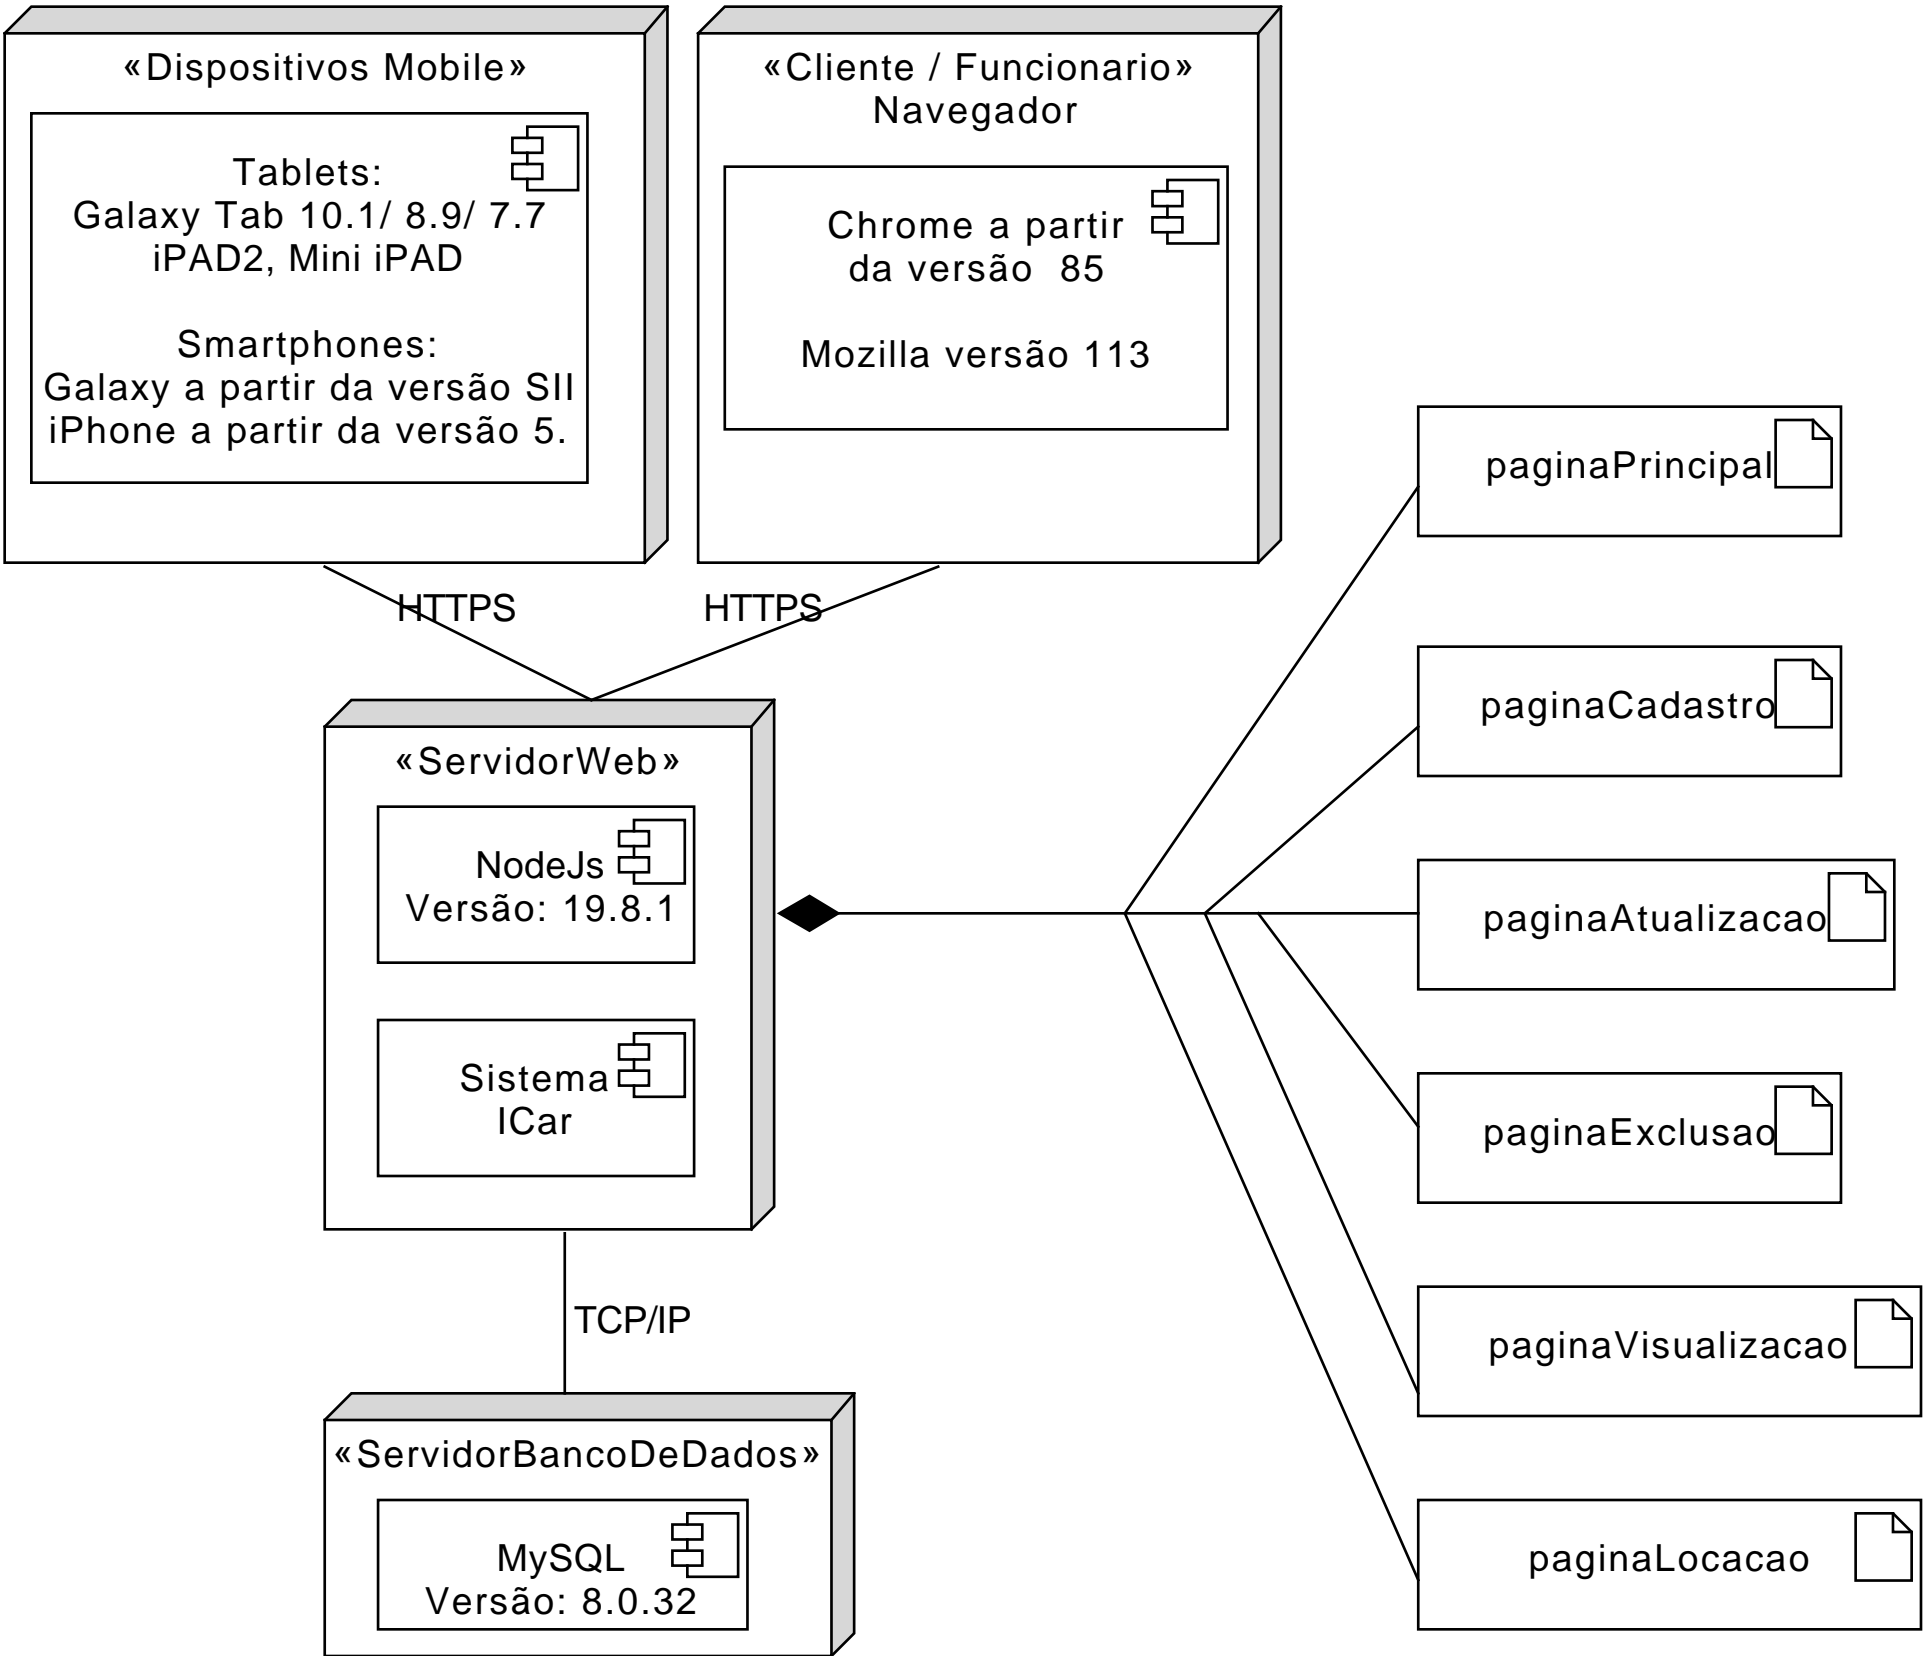 «Dispositivos Mobile»
Tablets:
Galaxy Tab 10.1/ 8.9/ 7.7
iPAD2, Mini iPAD
Smartphones:
Galaxy a partir da versão SII
iPhone a partir da versão 5.
«Cliente / Funcionario»
Navegador
Chrome a partir
da versão 85
Mozilla versão 113
HTTPS
HTTPS
«ServidorWeb»
NodeJs
Versão: 19.8.1
Sistema
ICar
TCP/IP
«ServidorBancoDeDados»
MySQL
Versão: 8.0.32
paginaPrincipal
paginaCadastro
paginaAtualizacao
paginaExclusao
paginaVisualizacao
paginaLocacao